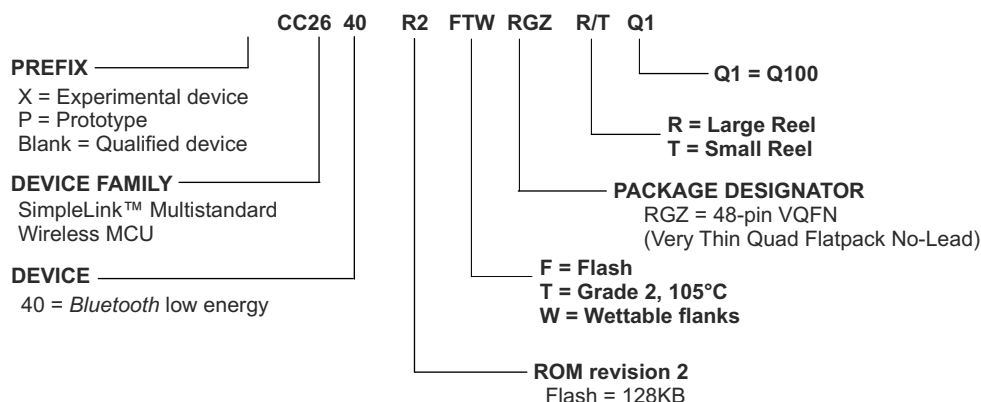 CC26 40 R2 FTW RGZ R/T Q1
PREFIX
X = Experimental device
P = Prototype
Blank = Qualified device
DEVICE FAMILY
SimpleLink™ Multistandard
Wireless MCU
DEVICE
40 = Bluetooth low energy
Q1 = Q100
R = Large Reel
T = Small Reel
PACKAGE DESIGNATOR
RGZ = 48-pin VQFN
(Very Thin Quad Flatpack No-Lead)
F = Flash
T = Grade 2, 105°C
W = Wettable flanks
ROM revision 2
Flash = 128KB